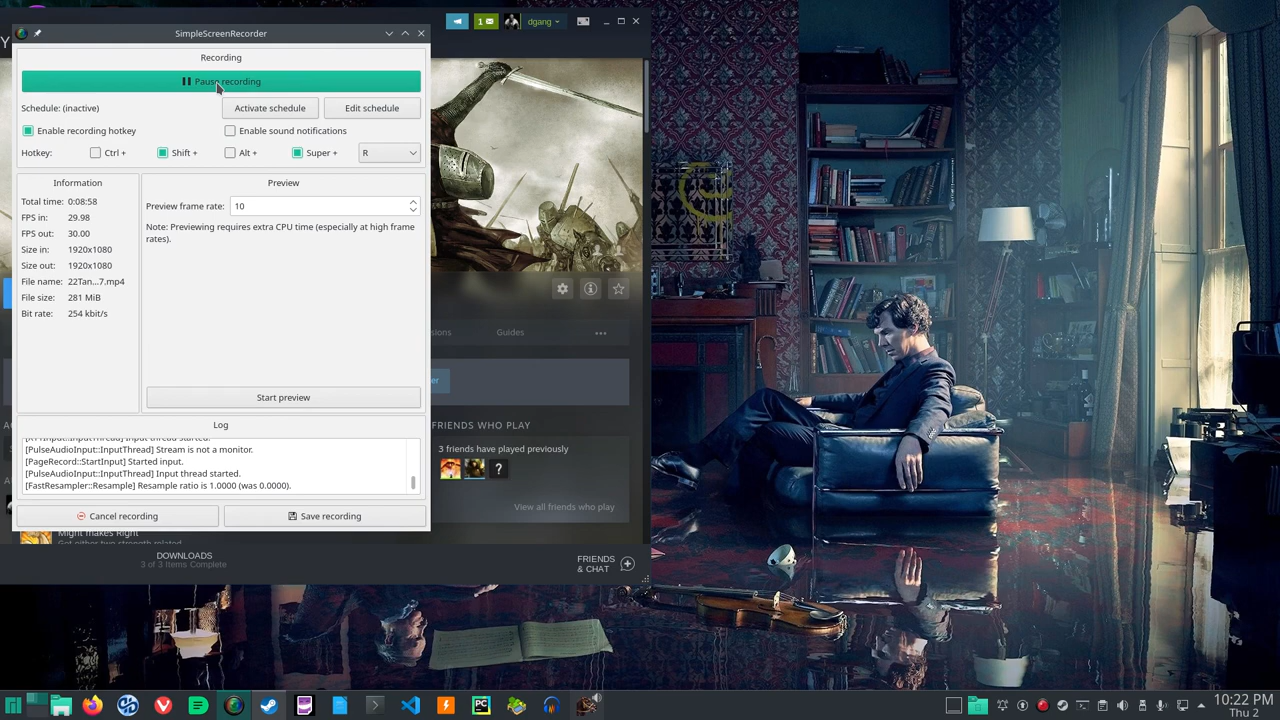 SimpleScreenRecorder
1
dgang
Recording
Pause recording
Schedule: (inactive)
Activate schedule
Edit schedule
Enable recording hotkey
Enable sound notifications
Hotkey:
Ctrl +
Shift +
Alt +
Super +
R
Information
Total time: 0:08:58
FPS in: 29.98
FPS out: 30.00
Size in: 1920x1080
Size out: 1920x1080
File name: 22Tan...7.mp4
File size: 281 MiB
Bit rate: 254 kbit/s
Preview
Preview frame rate:
10
Note: Previewing requires extra CPU time (especially at high frame
rates).
Start preview
Log
[X11Input::InputThread] Input thread started.
[PulseAudioInput::InputThread] Stream is not a monitor.
[PageRecord::StartInput] Started input.
[PulseAudioInput::InputThread] Input thread started.
[FastResampler::Resample] Resample ratio is 1.0000 (was 0.0000).
Cancel recording
Save recording
Guides
FRIENDS WHO PLAY
3 friends have played previously
?
View all friends who play
Might makes Right
DOWNLOADS
3 of 3 Items Complete
FRIENDS
& CHAT
PC
10:22 PM
Thu 2